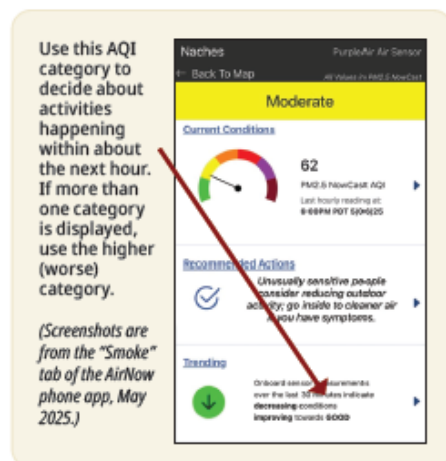 Use this AQI
category to
decide about
activities
happening
within about
the next hour.
If more than
one category
is displayed,
use the higher
(worse)
category.
(Screenshots are
from the "Smoke"
tab of the AirNow
phone app, May
2025.)
Naches
PurpleAir Air Sensor
← Back To Map
All Values in PM2.5 NowCast
Moderate
Current Conditions
62
PM2.5 NowCast AQI
Last hourly reading at:
6:00PM PDT 5|06|25
Recommended Actions
Unusually sensitive people
consider reducing outdoor
activity; go inside to cleaner air
if you have symptoms.
Trending
Onboard sensor measurements
over the last 30 minutes indicate
decreasing conditions
improving towards GOOD